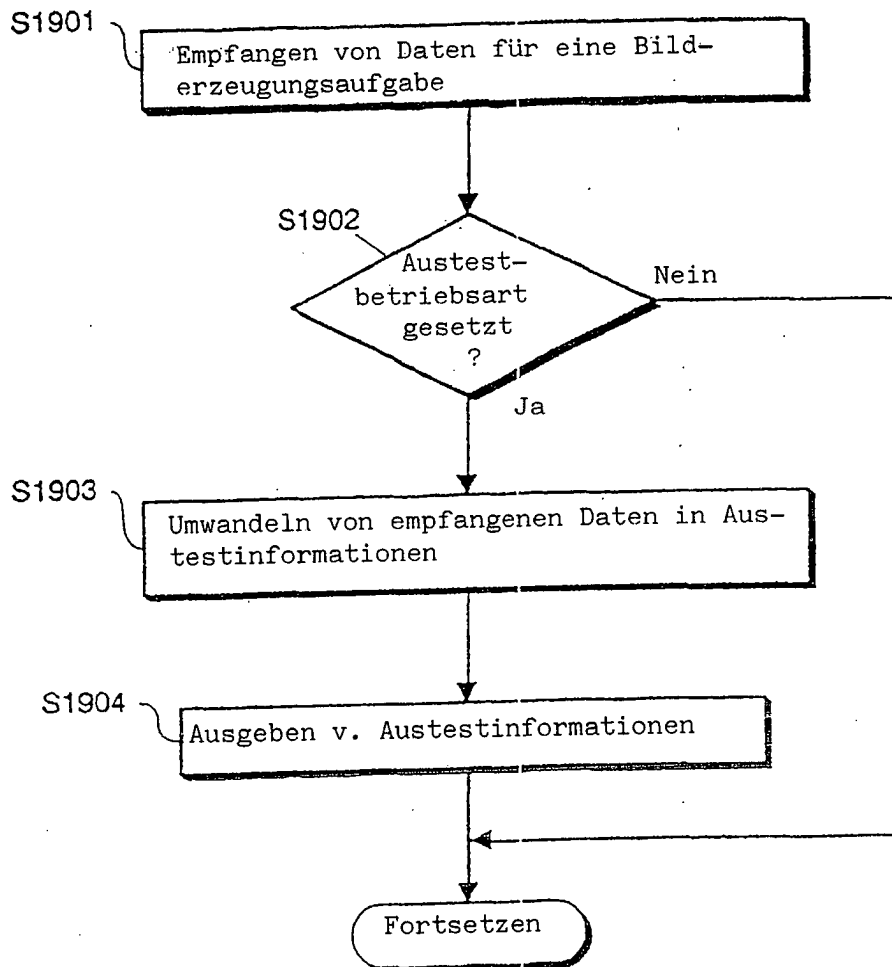 S1901
Empfangen von Daten für eine Bild-
erzeugungsaufgabe
S1902
Austest-
betriebsart
gesetzt
?
Nein
Ja
S1903
Umwandeln von empfangenen Daten in Aus-
testinformationen
S1904
Ausgeben v. Austestinformationen
Fortsetzen